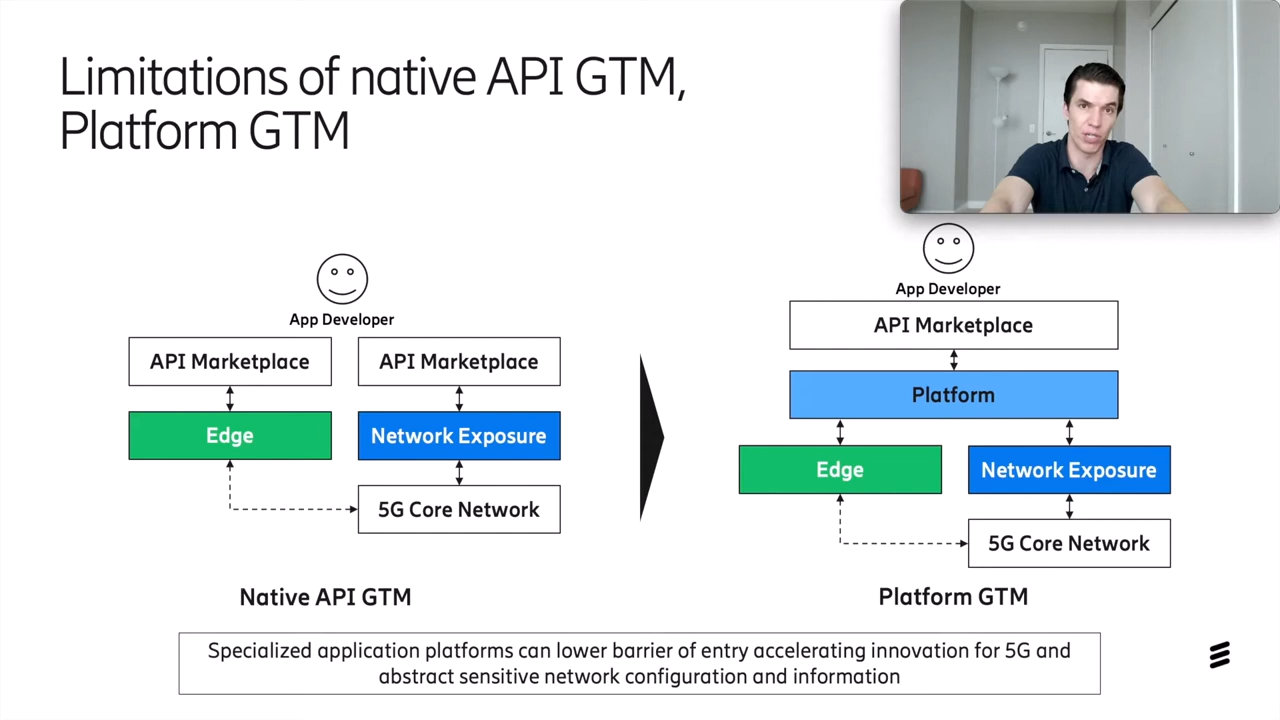 Limitations of native API GTM,
Platform GTM
App Developer
API Marketplace
API Marketplace
Edge
Network Exposure
5G Core Network
Native API GTM
App Developer
API Marketplace
Platform
Edge
Network Exposure
5G Core Network
Platform GTM
Specialized application platforms can lower barrier of entry accelerating innovation for 5G and
abstract sensitive network configuration and information